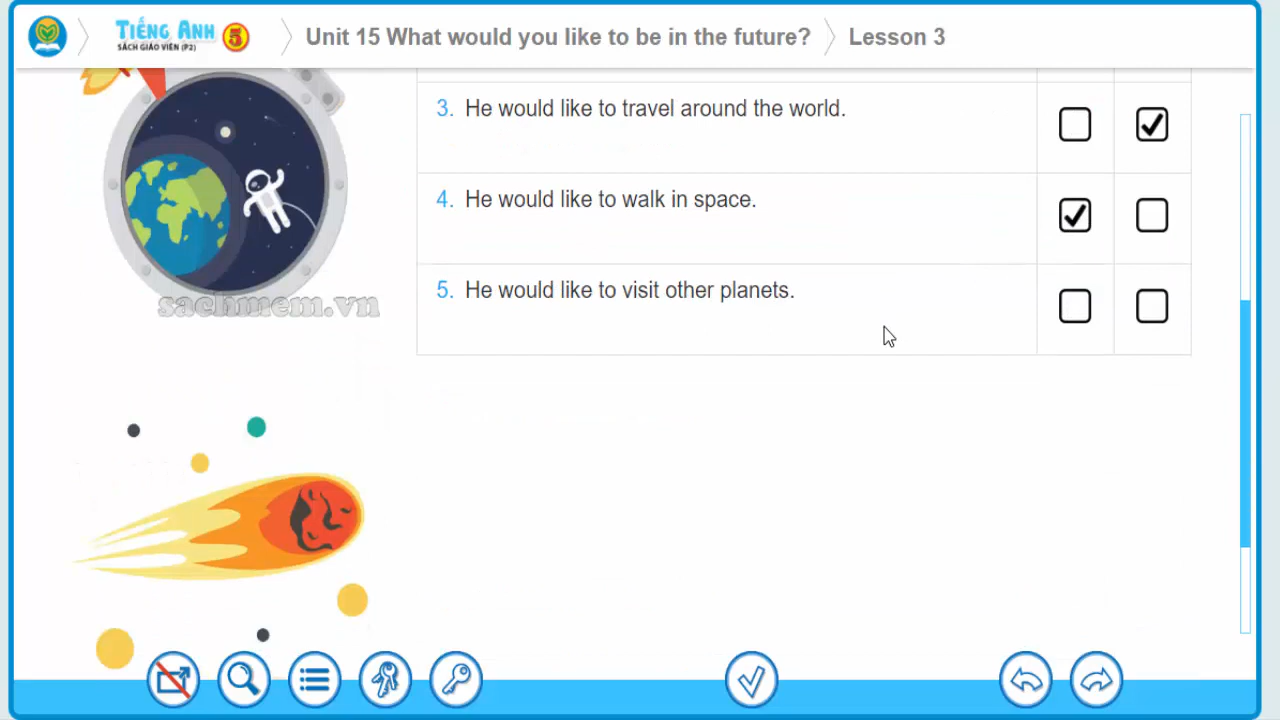 TIẾNG ANH 5
SÁCH GIÁO VIÊN (P2)
Unit 15 What would you like to be in the future?
Lesson 3
3. He would like to travel around the world.
4. He would like to walk in space.
5. He would like to visit other planets.
sachmem.vn